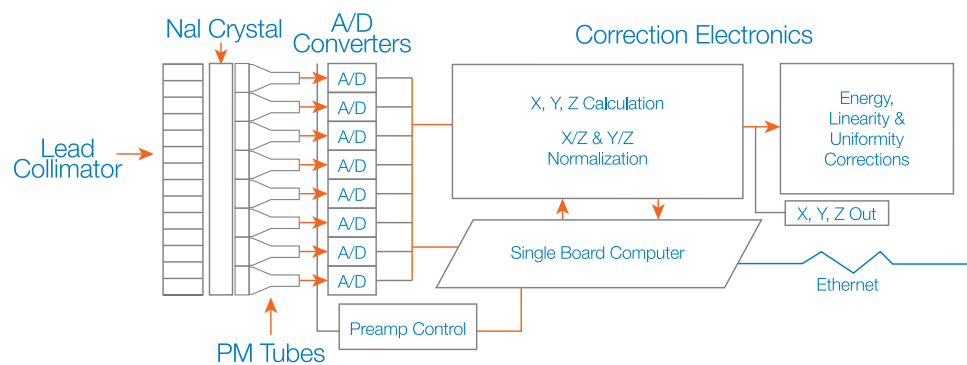 NaI Crystal
A/D
Converters
Correction Electronics
Lead
Collimator
A/D
A/D
A/D
A/D
A/D
A/D
A/D
A/D
X, Y, Z Calculation
X/Z & Y/Z
Normalization
Energy,
Linearity &
Uniformity
Corrections
X, Y, Z Out
Single Board Computer
Ethernet
Preamp Control
PM Tubes